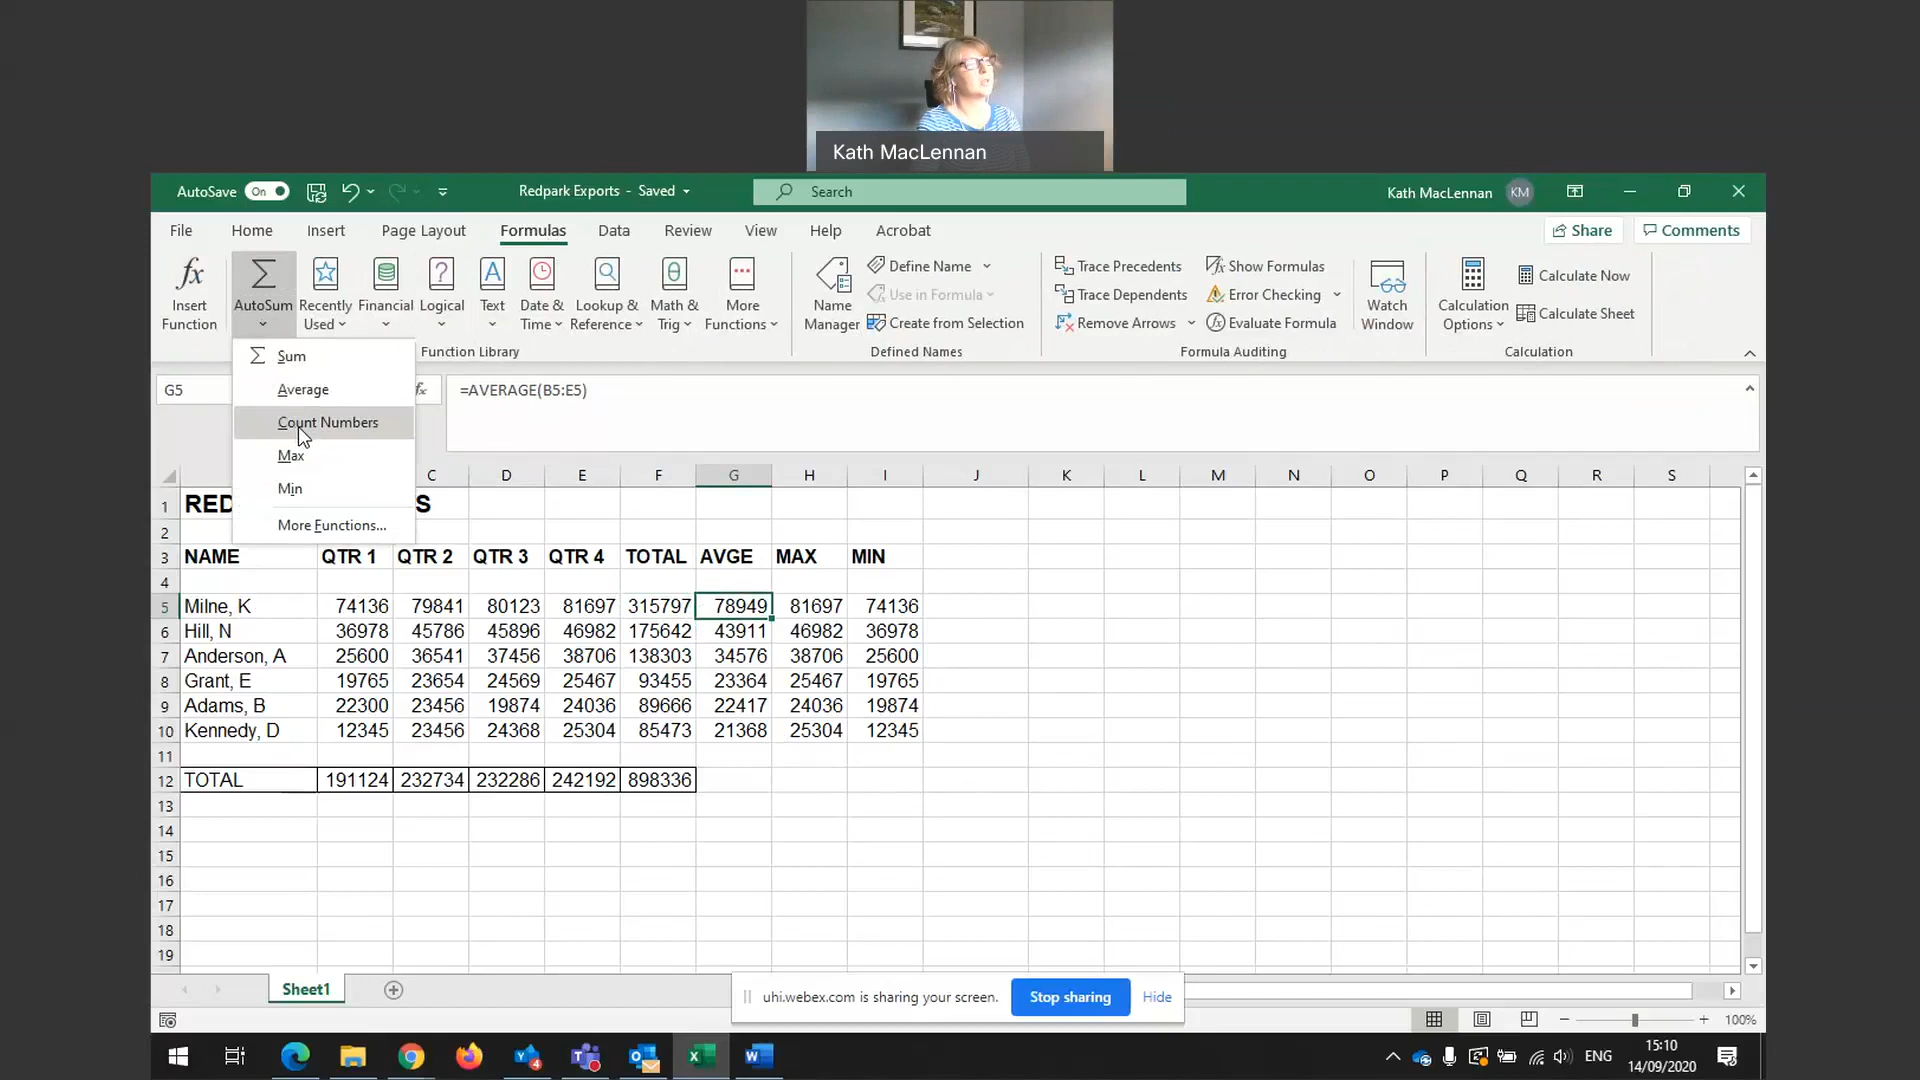 Kath MacLennan
AutoSave On Redpark Exports - Saved Search Kath MacLennan KM
File Home Insert Page Layout Formulas Data Review View Help Acrobat Share Comments
fx Insert Function
AutoSum
Recently Used
Financial
Logical
Text
Date & Time
Lookup & Reference
Math & Trig
More Functions
Function Library
Name Manager
Define Name
Use in Formula
Create from Selection
Defined Names
Trace Precedents
Trace Dependents
Remove Arrows
Show Formulas
Error Checking
Evaluate Formula
Formula Auditing
Watch Window
Calculation Options
Calculate Now
Calculate Sheet
Calculation
Sum
Average
Count Numbers
Max
Min
More Functions...
G5 fx =AVERAGE(B5:E5)
C D E F G H I J K L M N O P Q R S
1 RED S
2
3 NAME QTR 1 QTR 2 QTR 3 QTR 4 TOTAL AVGE MAX MIN
4
5 Milne, K 74136 79841 80123 81697 315797 78949 81697 74136
6 Hill, N 36978 45786 45896 46982 175642 43911 46982 36978
7 Anderson, A 25600 36541 37456 38706 138303 34576 38706 25600
8 Grant, E 19765 23654 24569 25467 93455 23364 25467 19765
9 Adams, B 22300 23456 19874 24036 89666 22417 24036 19874
10 Kennedy, D 12345 23456 24368 25304 85473 21368 25304 12345
11
12 TOTAL 191124 232734 232286 242192 898336
13
14
15
16
17
18
19
Sheet1
uhi.webex.com is sharing your screen. Stop sharing Hide
100%
4 ENG 15:10
14/09/2020